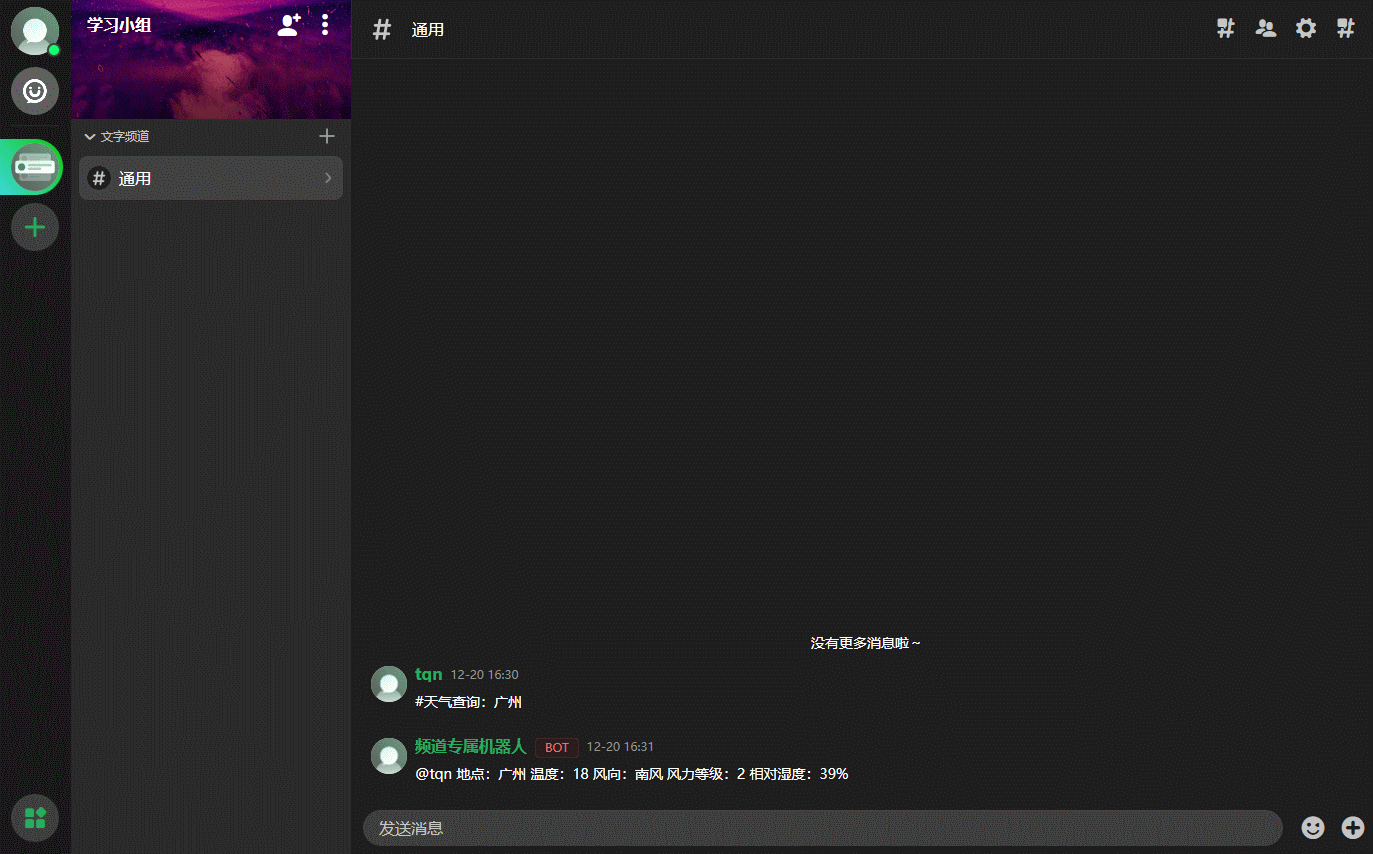 学习小组
文字频道
# 通用
# 通用
没有更多消息啦~
tqn 12-20 16:30
#天气查询：广州
频道专属机器人 BOT 12-20 16:31
@tqn 地点：广州 温度：18 风向：南风 风力等级：2 相对湿度：39%
发送消息